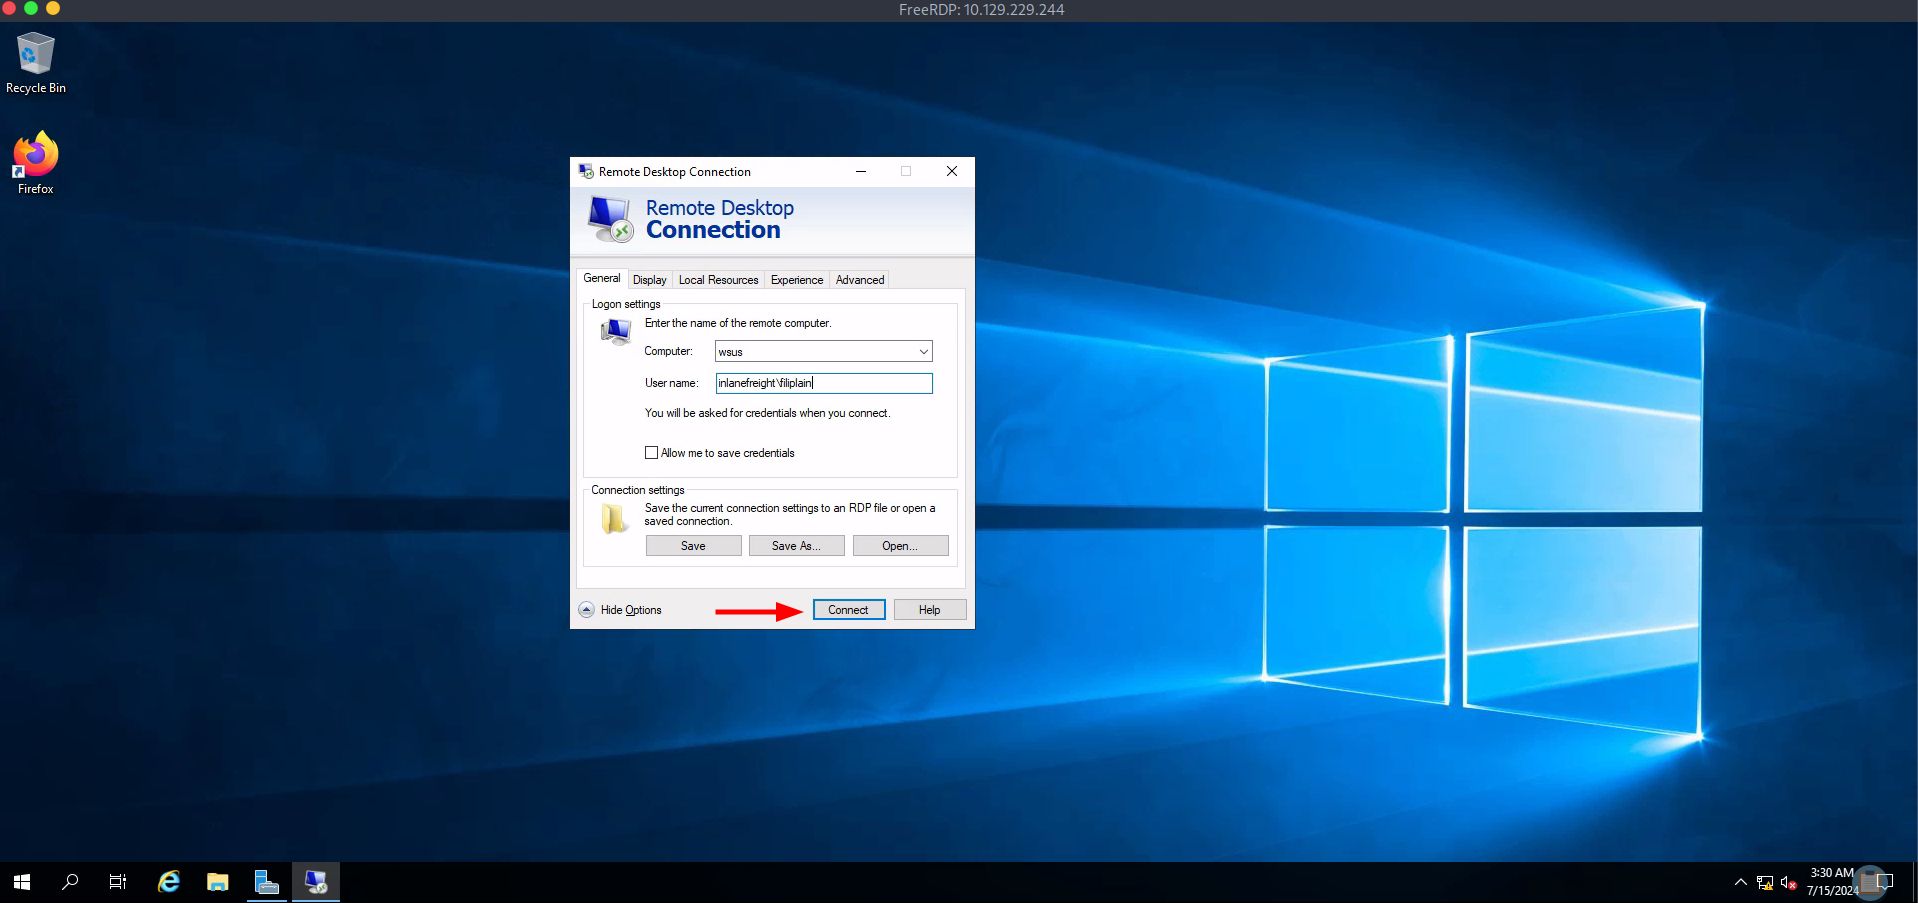 FreeRDP: 10.129.229.244
Recycle Bin
Firefox
Remote Desktop Connection
Remote Desktop
Connection
General Display Local Resources Experience Advanced
Logon settings
Enter the name of the remote computer.
Computer: wsus
User name: inlanefreight\filiplain
You will be asked for credentials when you connect.
Allow me to save credentials
Connection settings
Save the current connection settings to an RDP file or open a
saved connection.
Save Save As... Open...
Hide Options Connect Help
3:30 AM
7/15/2024